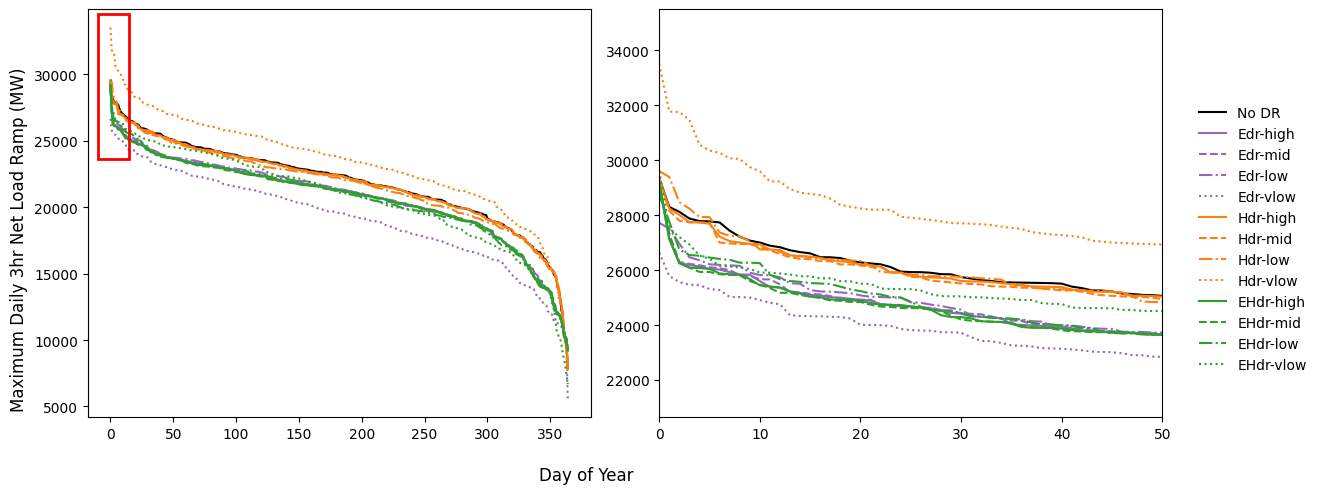 Maximum Daily 3hr Net Load Ramp (MW)
30000
25000
20000
15000
10000
5000
0 50 100 150 200 250 300 350
34000
32000
30000
28000
26000
24000
22000
0 10 20 30 40 50
Day of Year
No DR
Edr-high
Edr-mid
Edr-low
Edr-vlow
Hdr-high
Hdr-mid
Hdr-low
Hdr-vlow
EHdr-high
EHdr-mid
EHdr-low
EHdr-vlow